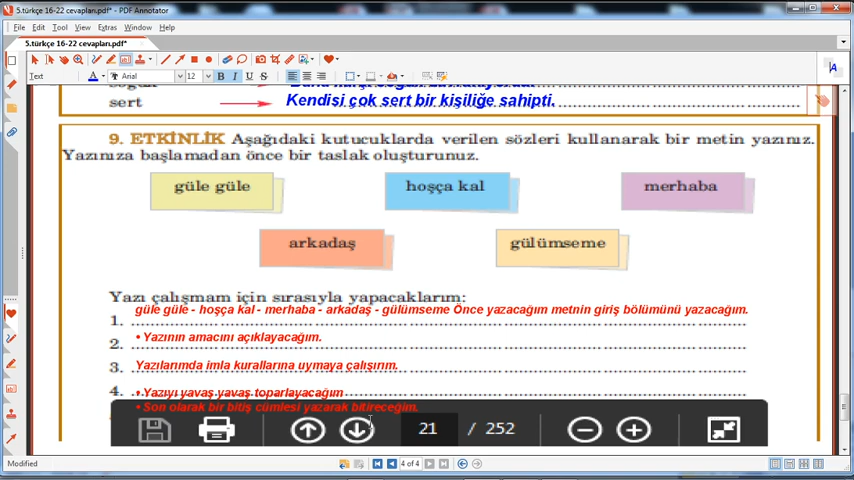 5.türkçe 16-22 cevapları.pdf* - PDF Annotator
File Edit Tool View Extras Window Help
5.türkçe 16-22 cevapları.pdf*
Text A Arial 12 B I U S
sert Kendisi çok sert bir kişiliğe sahipti.
9. ETKİNLİK Aşağıdaki kutucuklarda verilen sözleri kullanarak bir metin yazınız.
Yazınıza başlamadan önce bir taslak oluşturunuz.
güle güle hoşça kal merhaba
arkadaş gülümseme
Yazı çalışmam için sırasıyla yapacaklarım:
güle güle - hoşça kal - merhaba - arkadaş - gülümseme Önce yazacağım metnin giriş bölümünü yazacağım.
1.
• Yazının amacını açıklayacağım.
2.
3. Yazılarımda imla kurallarına uymaya çalışırım.
4. • Yazıyı yavaş yavaş toparlayacağım
• Son olarak bir bitiş cümlesi yazarak bitireceğim.
21 / 252
Modified 4 of 4